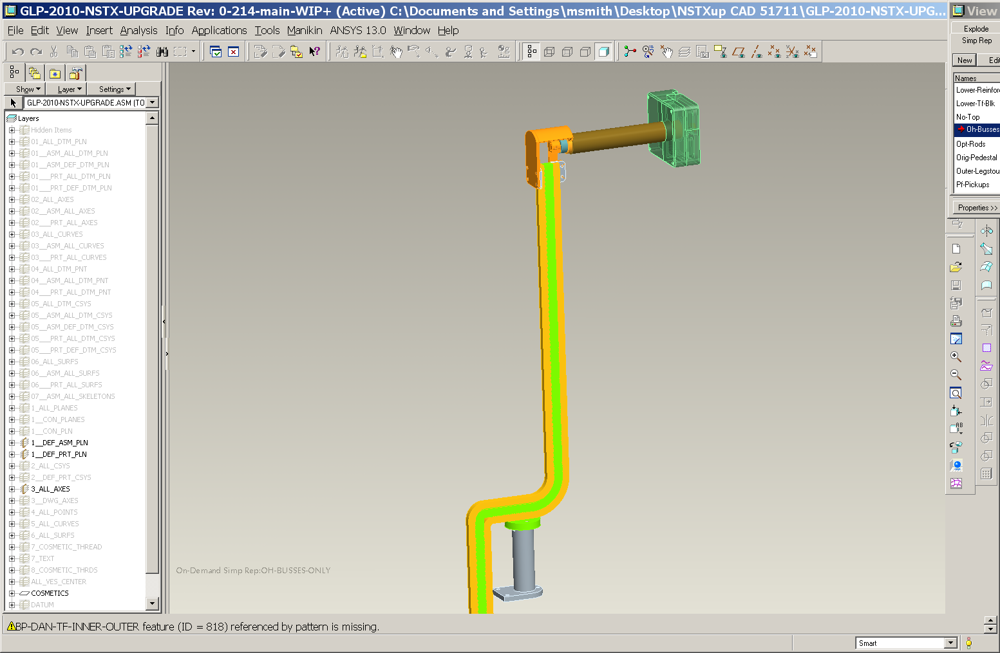 GLP-2010-NSTX-UPGRADE Rev: 0-214-main-WIP+ (Active) C:\Documents and Settings\msmith\Desktop\NSTXup CAD 51711\GLP-2010-NSTX-UPG...
View
File Edit View Insert Analysis Info Applications Tools Manikin ANSYS 13.0 Window Help
Explode
Simp Rep
New Edi
Names
Lower-Reinfor
Lower-Tf-Blk
No-Top
Oh-Busses
Opt-Rods
Orig-Pedestal
Outer-Legstou
Pf-Pickups
Properties >>
Show Layer Settings
GLP-2010-NSTX-UPGRADE.ASM (TO
Layers
Hidden Items
01_ALL_DTM_PLN
01__ASM_ALL_DTM_PLN
01__ASM_DEF_DTM_PLN
01___PRT_ALL_DTM_PLN
01___PRT_DEF_DTM_PLN
02_ALL_AXES
02__ASM_ALL_AXES
02___PRT_ALL_AXES
03_ALL_CURVES
03__ASM_ALL_CURVES
03___PRT_ALL_CURVES
04_ALL_DTM_PNT
04__ASM_ALL_DTM_PNT
04___PRT_ALL_DTM_PNT
05_ALL_DTM_CSYS
05__ASM_ALL_DTM_CSYS
05__ASM_DEF_DTM_CSYS
05___PRT_ALL_DTM_CSYS
05___PRT_DEF_DTM_CSYS
06_ALL_SURFS
06__ASM_ALL_SURFS
06___PRT_ALL_SURFS
07__ASM_ALL_SKELETONS
1_ALL_PLANES
1__CON_PLANES
1__CON_PLN
1__DEF_ASM_PLN
1__DEF_PRT_PLN
2_ALL_CSYS
2__DEF_PRT_CSYS
3_ALL_AXES
3__DWG_AXES
4_ALL_POINTS
5_ALL_CURVES
6_ALL_SURFS
7_COSMETIC_THREAD
7_TEXT
8_COSMETIC_THRDS
ALL_VES_CENTER
COSMETICS
DATUM
On-Demand Simp Rep:OH-BUSSES-ONLY
AB
BP-DAN-TF-INNER-OUTER feature (ID = 818) referenced by pattern is missing.
Smart